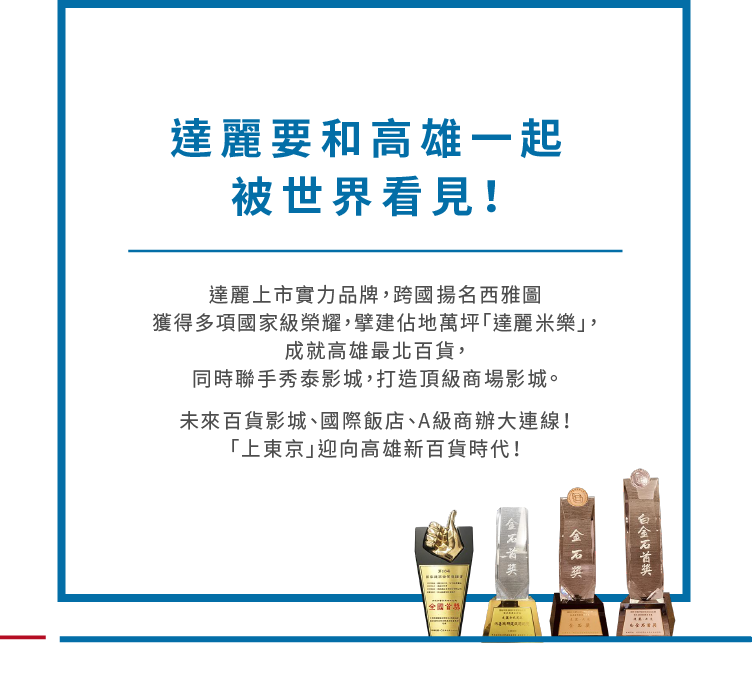 達麗要和高雄一起
被世界看見！
達麗上市實力品牌，跨國揚名西雅圖
獲得多項國家級榮耀，擘建佔地萬坪「達麗米樂」，
成就高雄最北百貨，
同時聯手秀泰影城，打造頂級商場影城。
未來百貨影城、國際飯店、A級商辦大連線！
「上東京」迎向高雄新百貨時代！
全國首獎
金石首獎
金石獎
白金石首獎